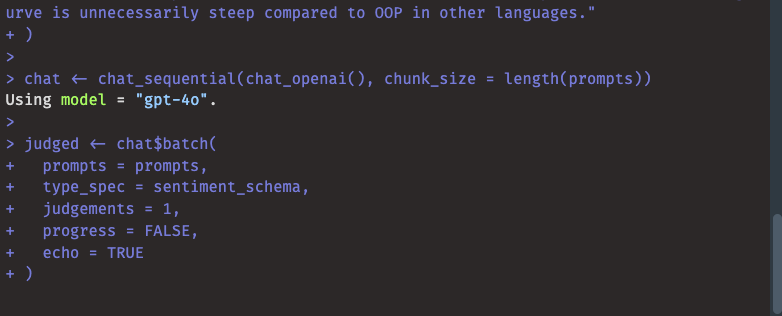 urve is unnecessarily steep compared to OOP in other languages."
+ )
>
> chat <- chat_sequential(chat_openai(), chunk_size = length(prompts))
Using model = "gpt-4o".
>
> judged <- chat$batch(
+   prompts = prompts,
+   type_spec = sentiment_schema,
+   judgements = 1,
+   progress = FALSE,
+   echo = TRUE
+ )